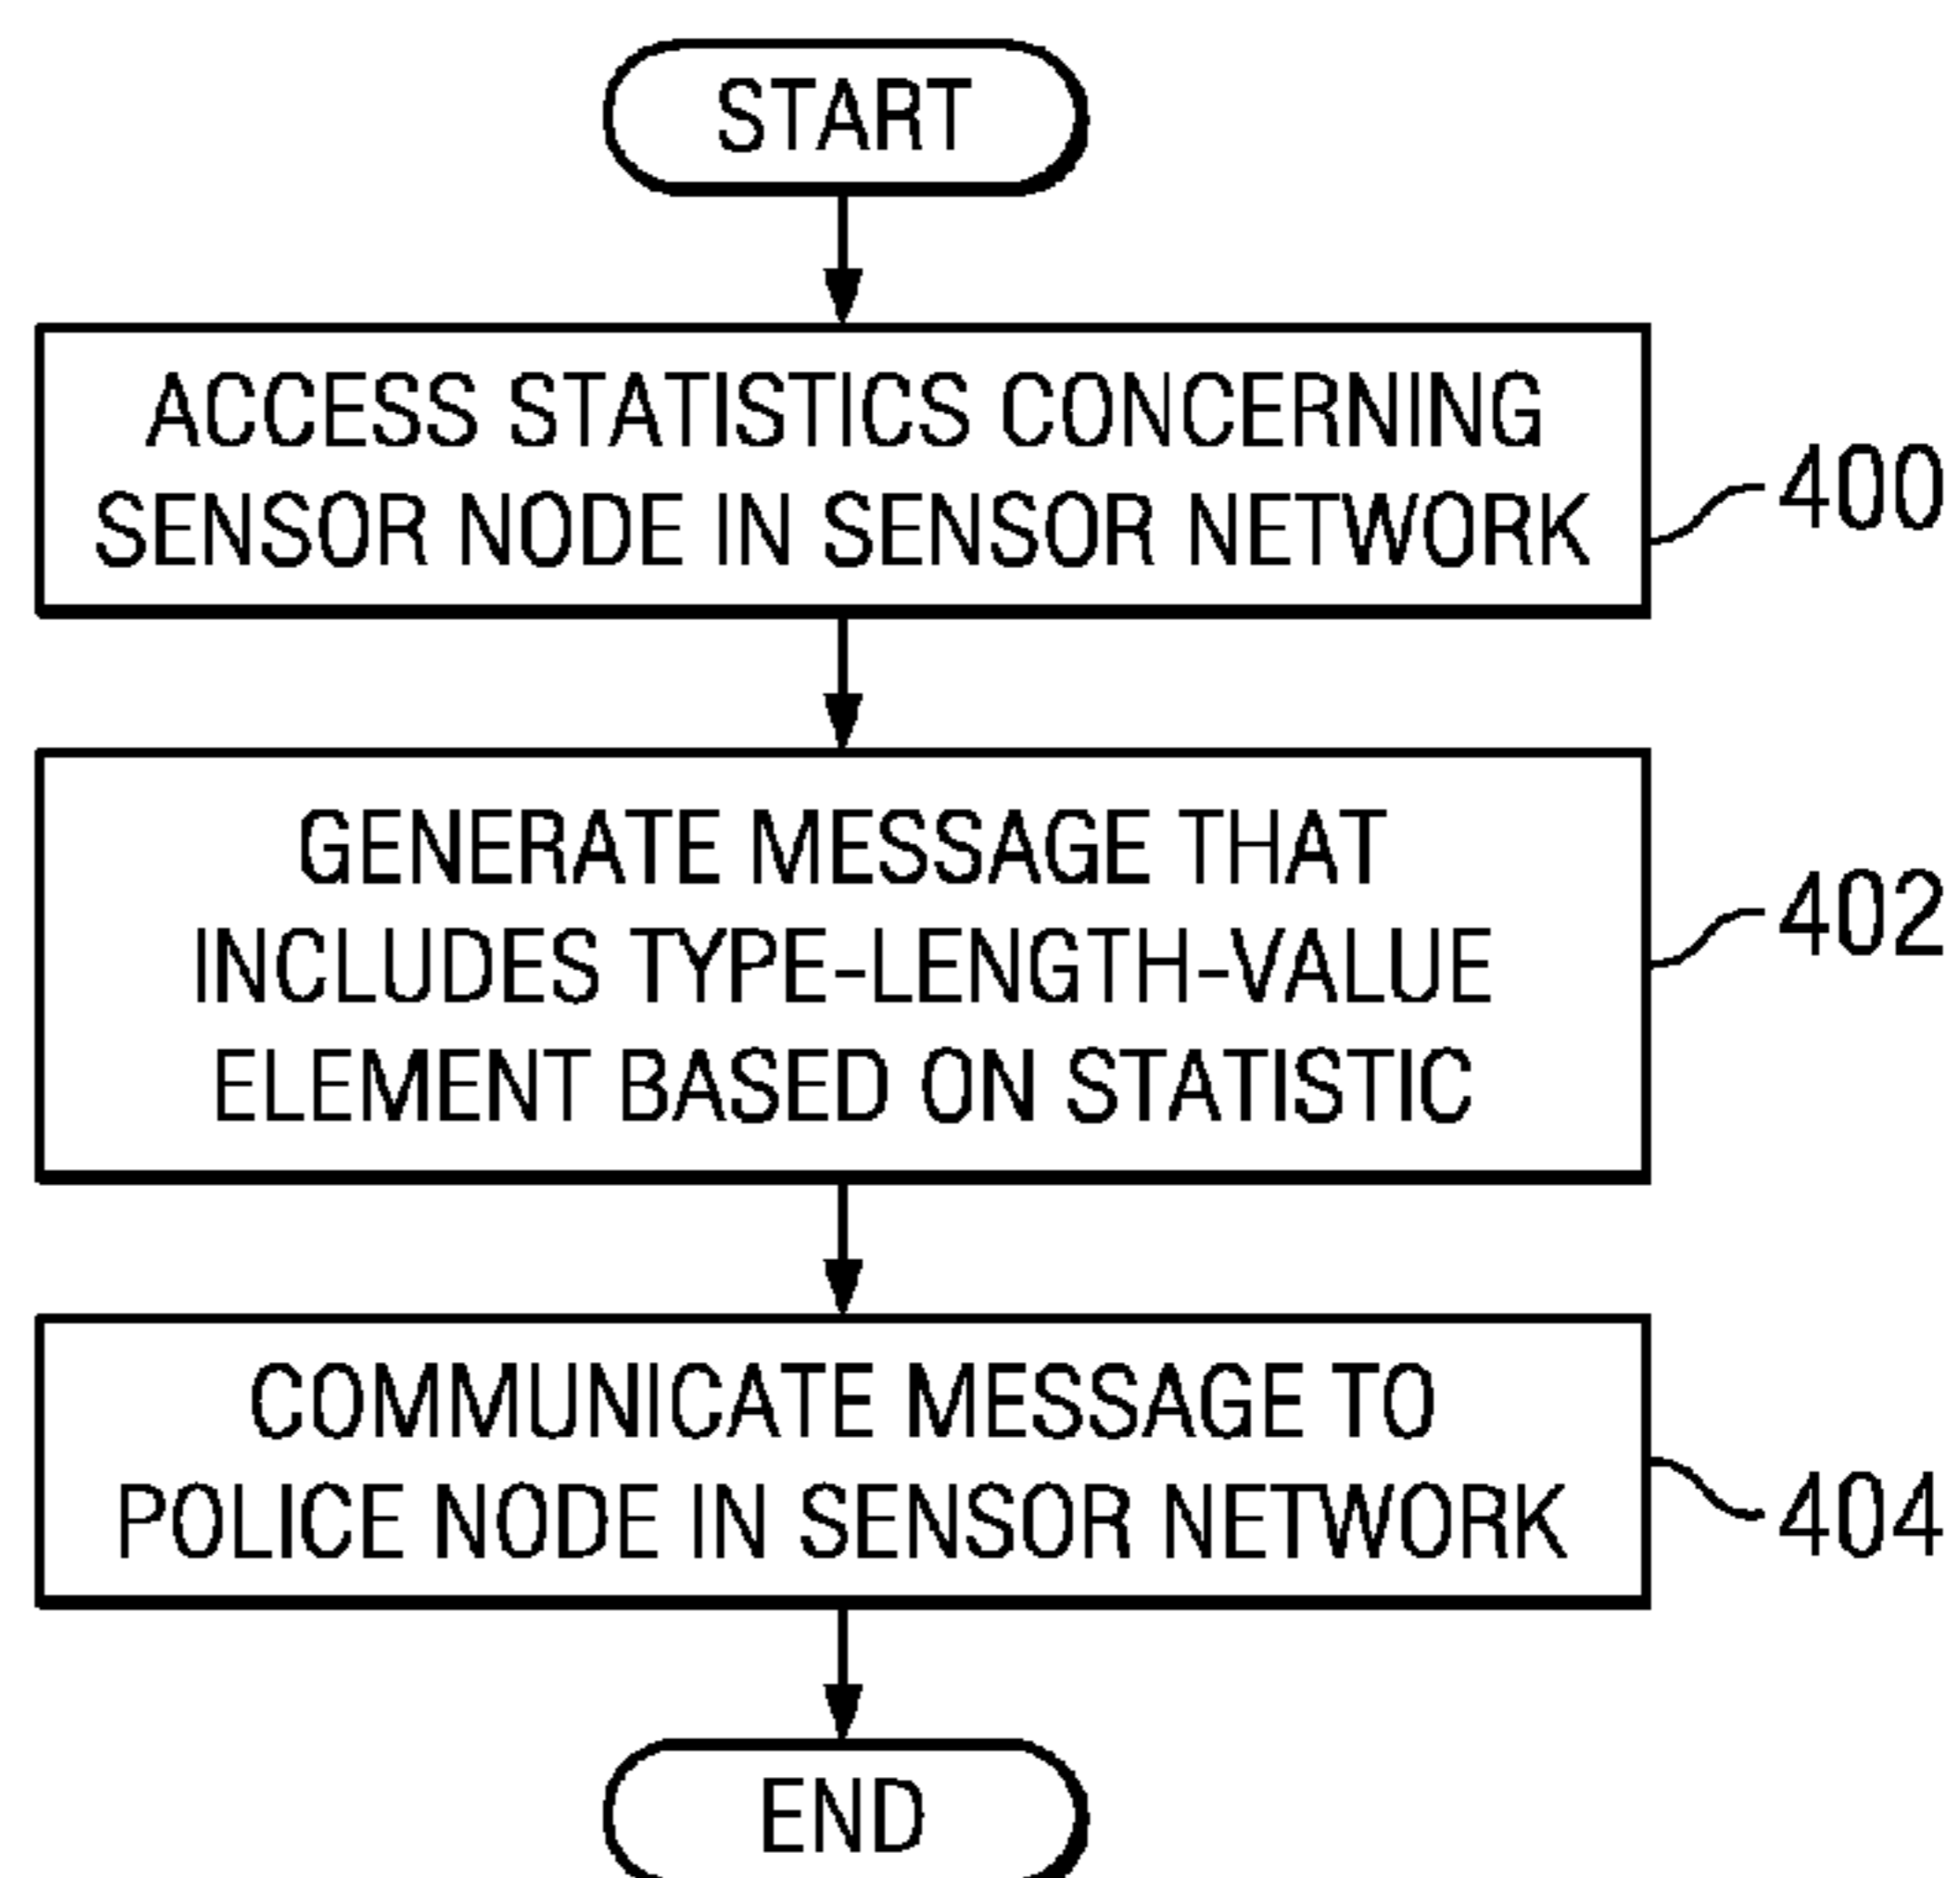 START
ACCESS STATISTICS CONCERNING
SENSOR NODE IN SENSOR NETWORK
400
GENERATE MESSAGE THAT
INCLUDES TYPE-LENGTH-VALUE
ELEMENT BASED ON STATISTIC
402
COMMUNICATE MESSAGE TO
POLICE NODE IN SENSOR NETWORK
404
END